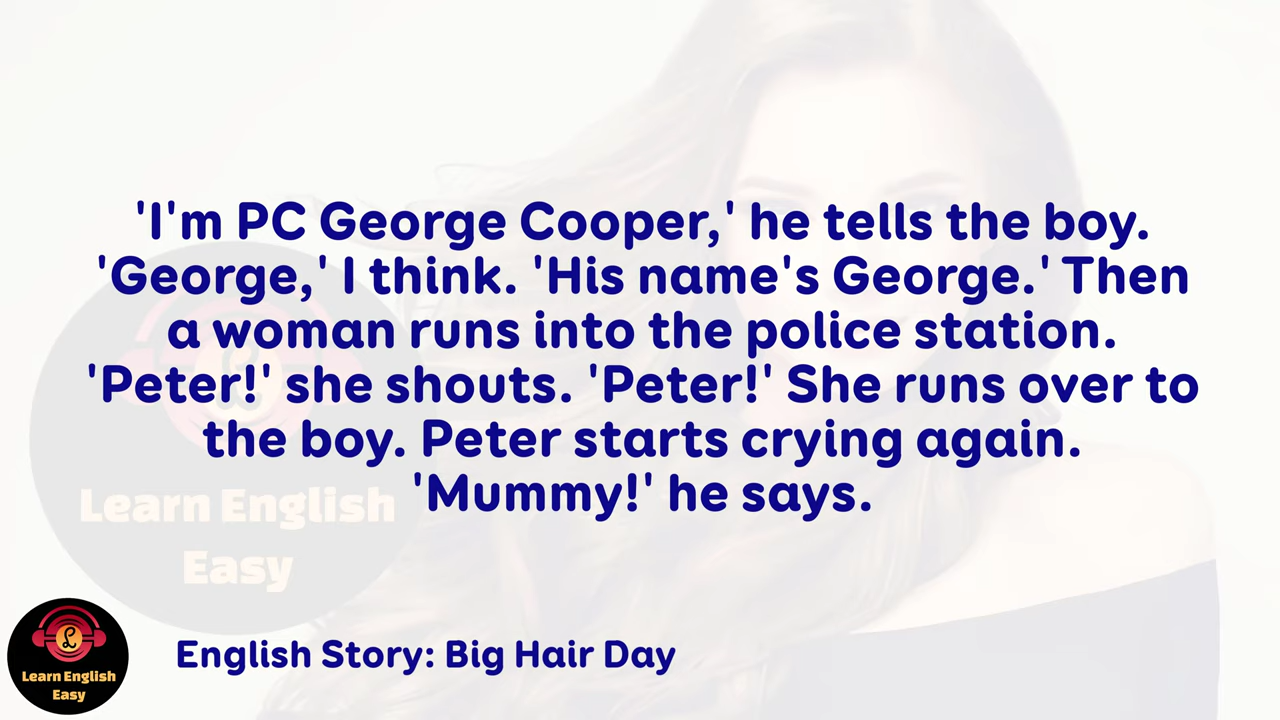 'I'm PC George Cooper,' he tells the boy.
'George,' I think. 'His name's George.' Then
a woman runs into the police station.
'Peter!' she shouts. 'Peter!' She runs over to
the boy. Peter starts crying again.
'Mummy!' he says.
Learn English
Easy
Learn English
Easy
English Story: Big Hair Day